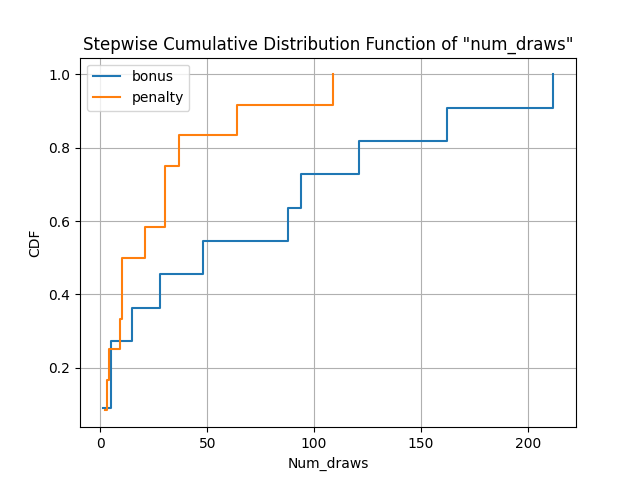 Stepwise Cumulative Distribution Function of "num_draws"
bonus
penalty
1.0
0.8
0.6
0.4
0.2
CDF
0 50 100 150 200
Num_draws